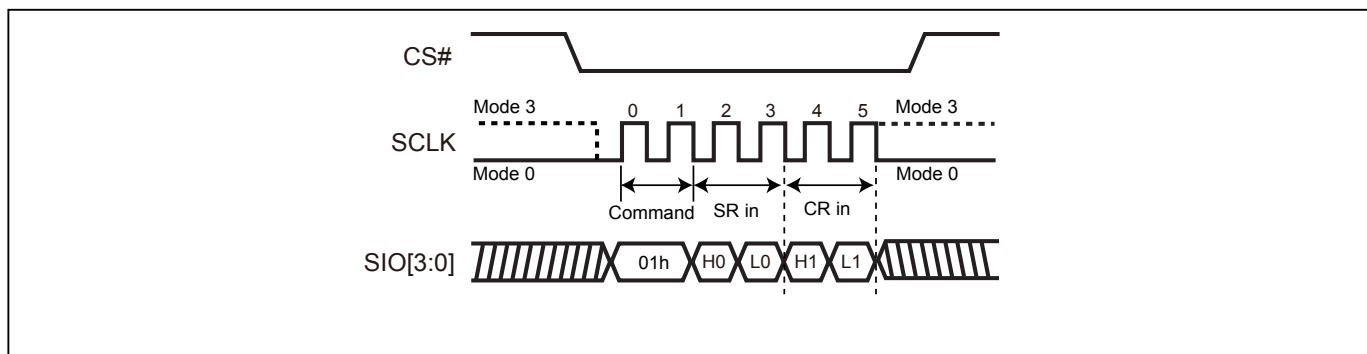 CS#
Mode 3
0 1 2 3 4 5
Mode 3
SCLK
Mode 0
Mode 0
Command
SR in
CR in
SIO[3:0]
01h
H0
L0
H1
L1